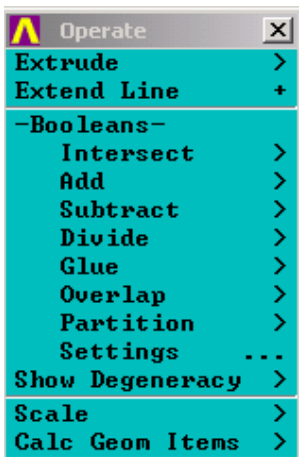 Operate
Extrude >
Extend Line +
-Booleans-
Intersect >
Add >
Subtract >
Divide >
Glue >
Overlap >
Partition >
Settings ...
Show Degeneracy >
Scale >
Calc Geom Items >